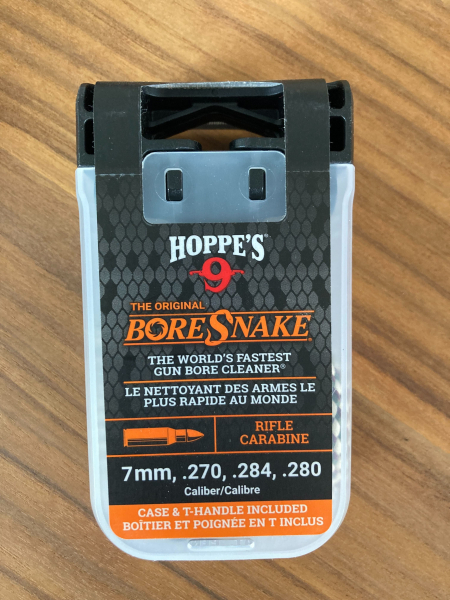 HOPPE'S
9
THE ORIGINAL
BORESNAKE
THE WORLD'S FASTEST
GUN BORE CLEANER®
LE NETTOYANT DES ARMES LE
PLUS RAPIDE AU MONDE
RIFLE
CARABINE
7mm, .270, .284, .280
Caliber/Calibre
CASE & T-HANDLE INCLUDED
BOÎTIER ET POIGNÉE EN T INCLUS